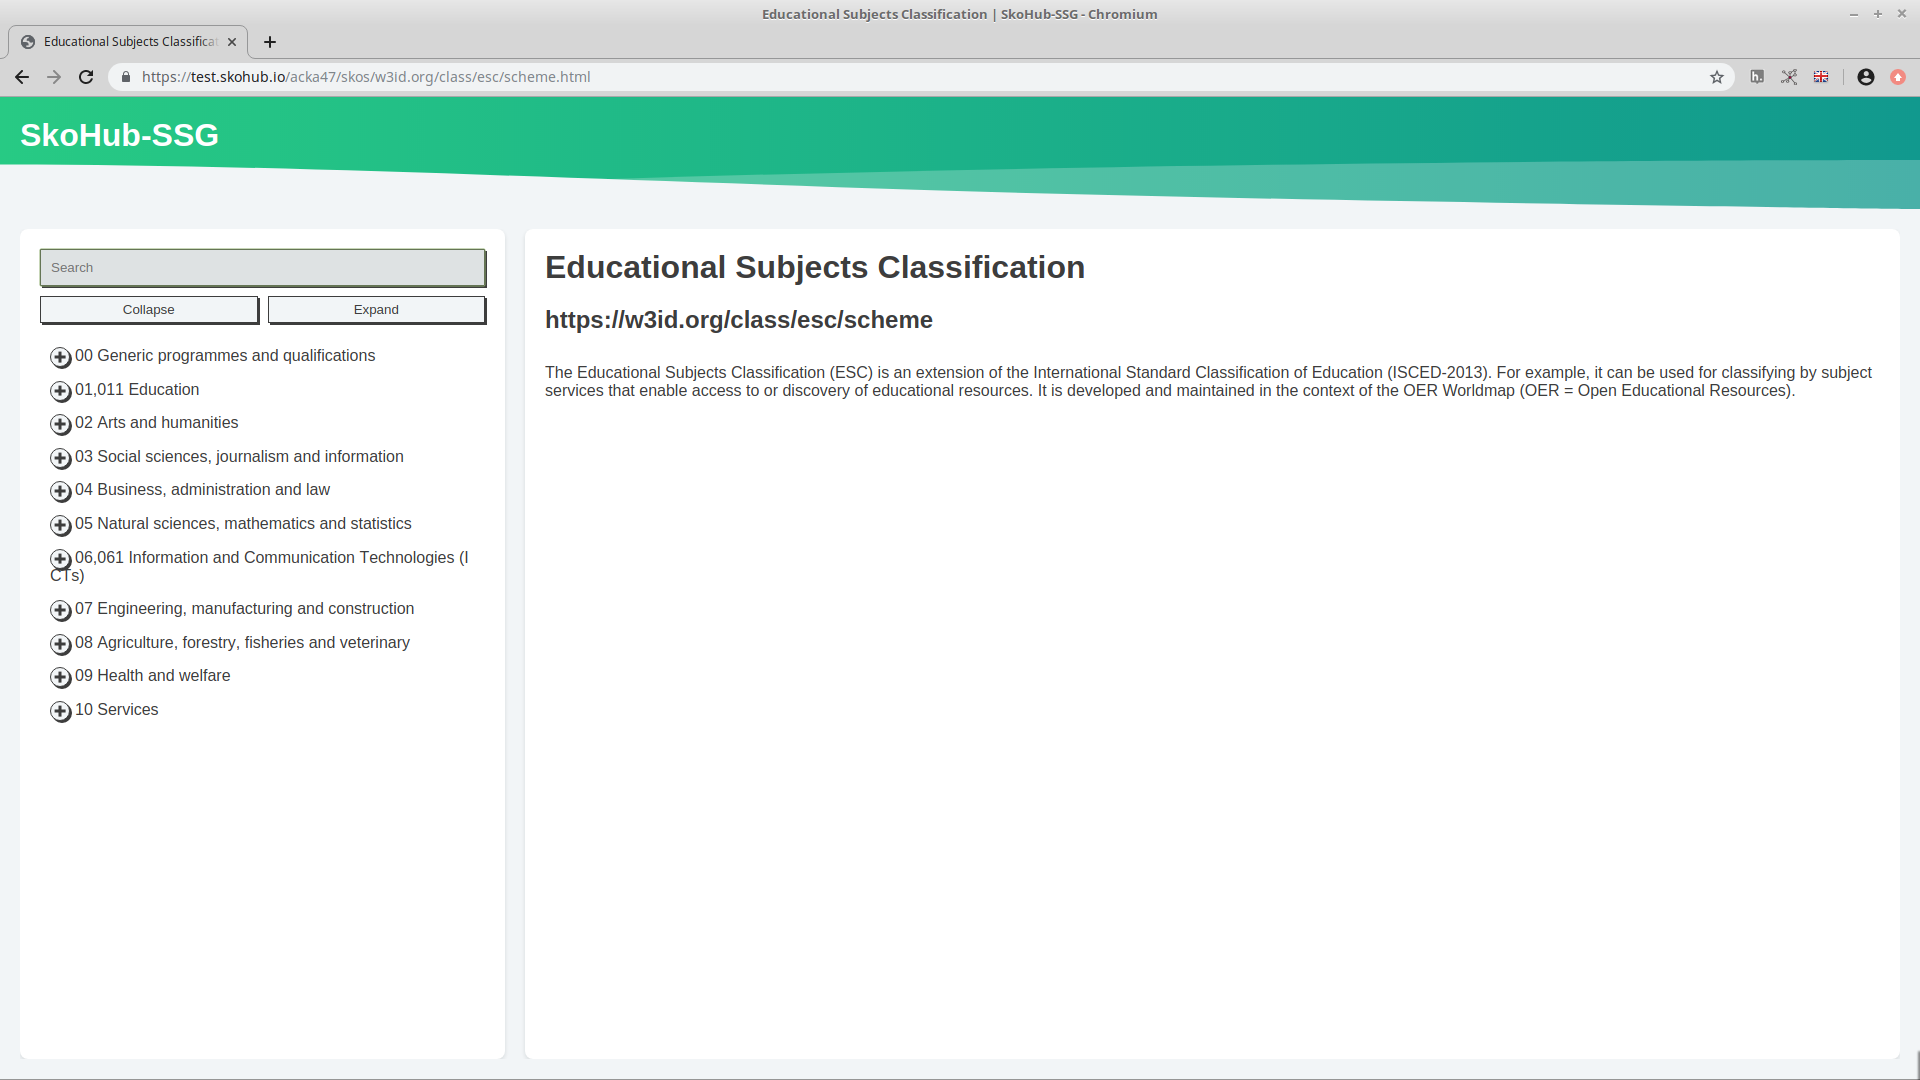 Educational Subjects Classification | SkoHub-SSG - Chromium
Educational Subjects Classificat
https://test.skohub.io/acka47/skos/w3id.org/class/esc/scheme.html
SkoHub-SSG
Search
Collapse Expand
00 Generic programmes and qualifications
01,011 Education
02 Arts and humanities
03 Social sciences, journalism and information
04 Business, administration and law
05 Natural sciences, mathematics and statistics
06,061 Information and Communication Technologies (I
CTs)
07 Engineering, manufacturing and construction
08 Agriculture, forestry, fisheries and veterinary
09 Health and welfare
10 Services
Educational Subjects Classification
https://w3id.org/class/esc/scheme
The Educational Subjects Classification (ESC) is an extension of the International Standard Classification of Education (ISCED-2013). For example, it can be used for classifying by subject
services that enable access to or discovery of educational resources. It is developed and maintained in the context of the OER Worldmap (OER = Open Educational Resources).